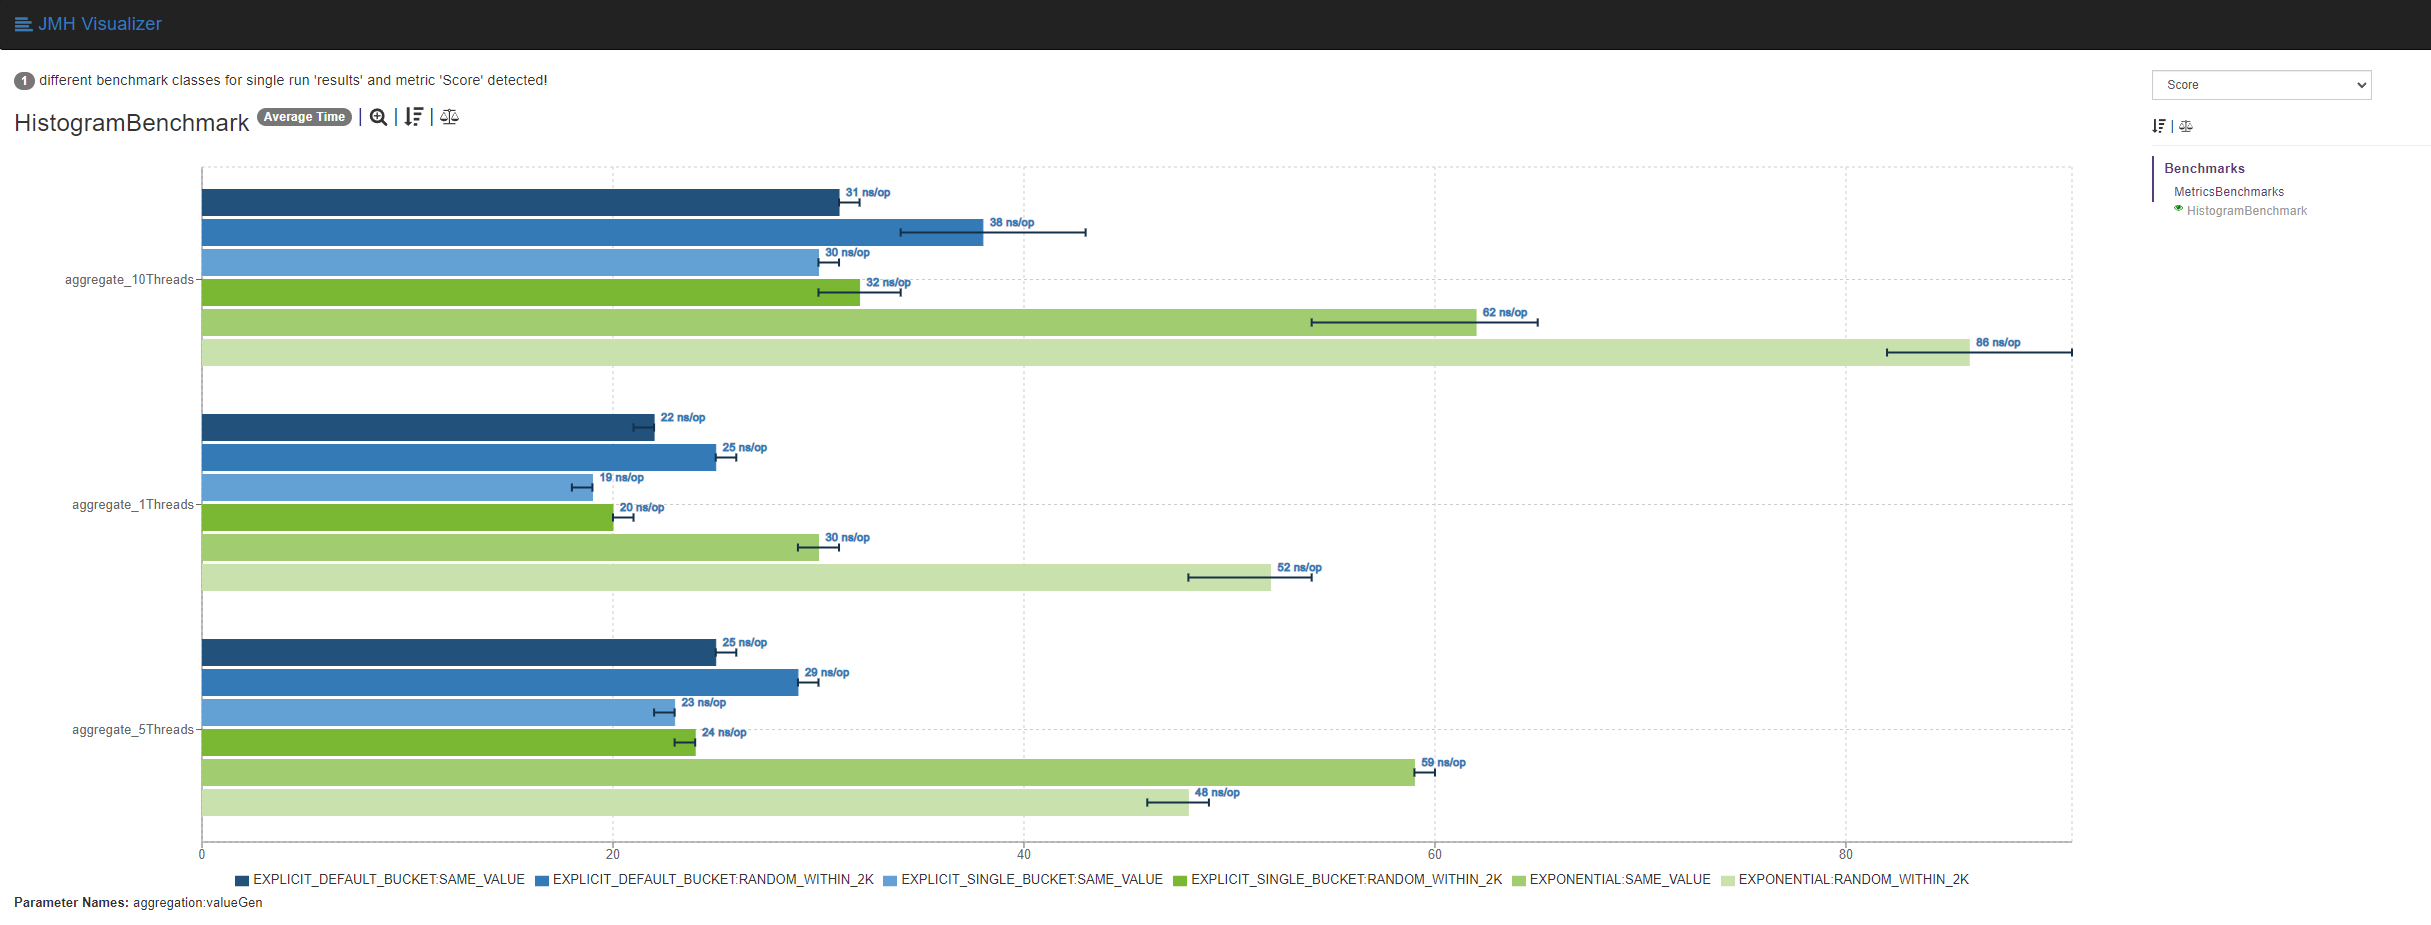 JMH Visualizer
1 different benchmark classes for single run 'results' and metric 'Score' detected!
Score
HistogramBenchmark Average Time | | |
|
Benchmarks
MetricsBenchmarks
HistogramBenchmark
aggregate_10Threads
31 ns/op
38 ns/op
30 ns/op
32 ns/op
62 ns/op
86 ns/op
aggregate_1Threads
22 ns/op
25 ns/op
19 ns/op
20 ns/op
30 ns/op
52 ns/op
aggregate_5Threads
25 ns/op
29 ns/op
23 ns/op
24 ns/op
59 ns/op
48 ns/op
0 20 40 60 80
EXPLICIT_DEFAULT_BUCKET:SAME_VALUE EXPLICIT_DEFAULT_BUCKET:RANDOM_WITHIN_2K EXPLICIT_SINGLE_BUCKET:SAME_VALUE EXPLICIT_SINGLE_BUCKET:RANDOM_WITHIN_2K EXPONENTIAL:SAME_VALUE EXPONENTIAL:RANDOM_WITHIN_2K
Parameter Names: aggregation:valueGen